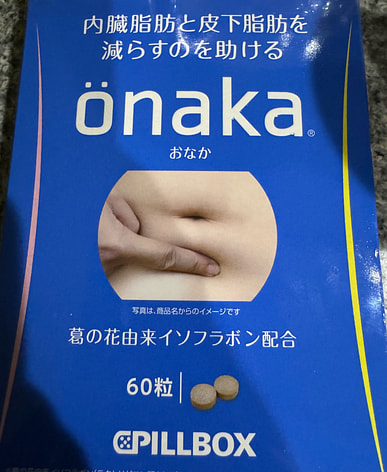 内臓脂肪と皮下脂肪を
減らすのを助ける
önaka®
おなか
写真は、商品名からのイメージです
葛の花由来イソフラボン配合
60粒
PILLBOX